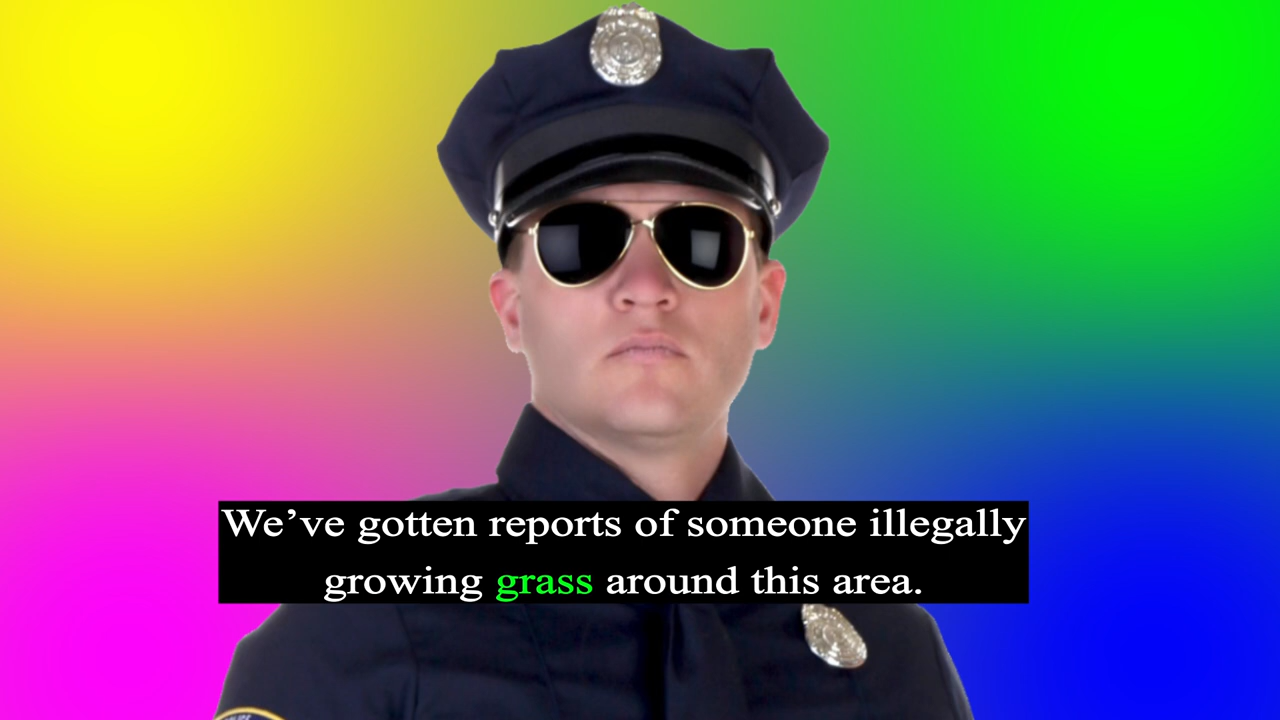 We’ve gotten reports of someone illegally
growing grass around this area.